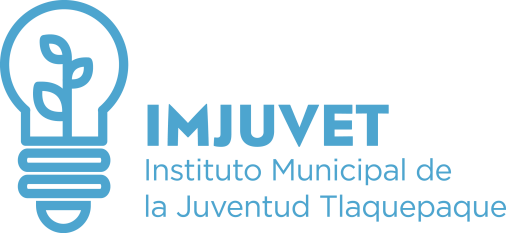 IMJUVET
Instituto Municipal de
la Juventud Tlaquepaque